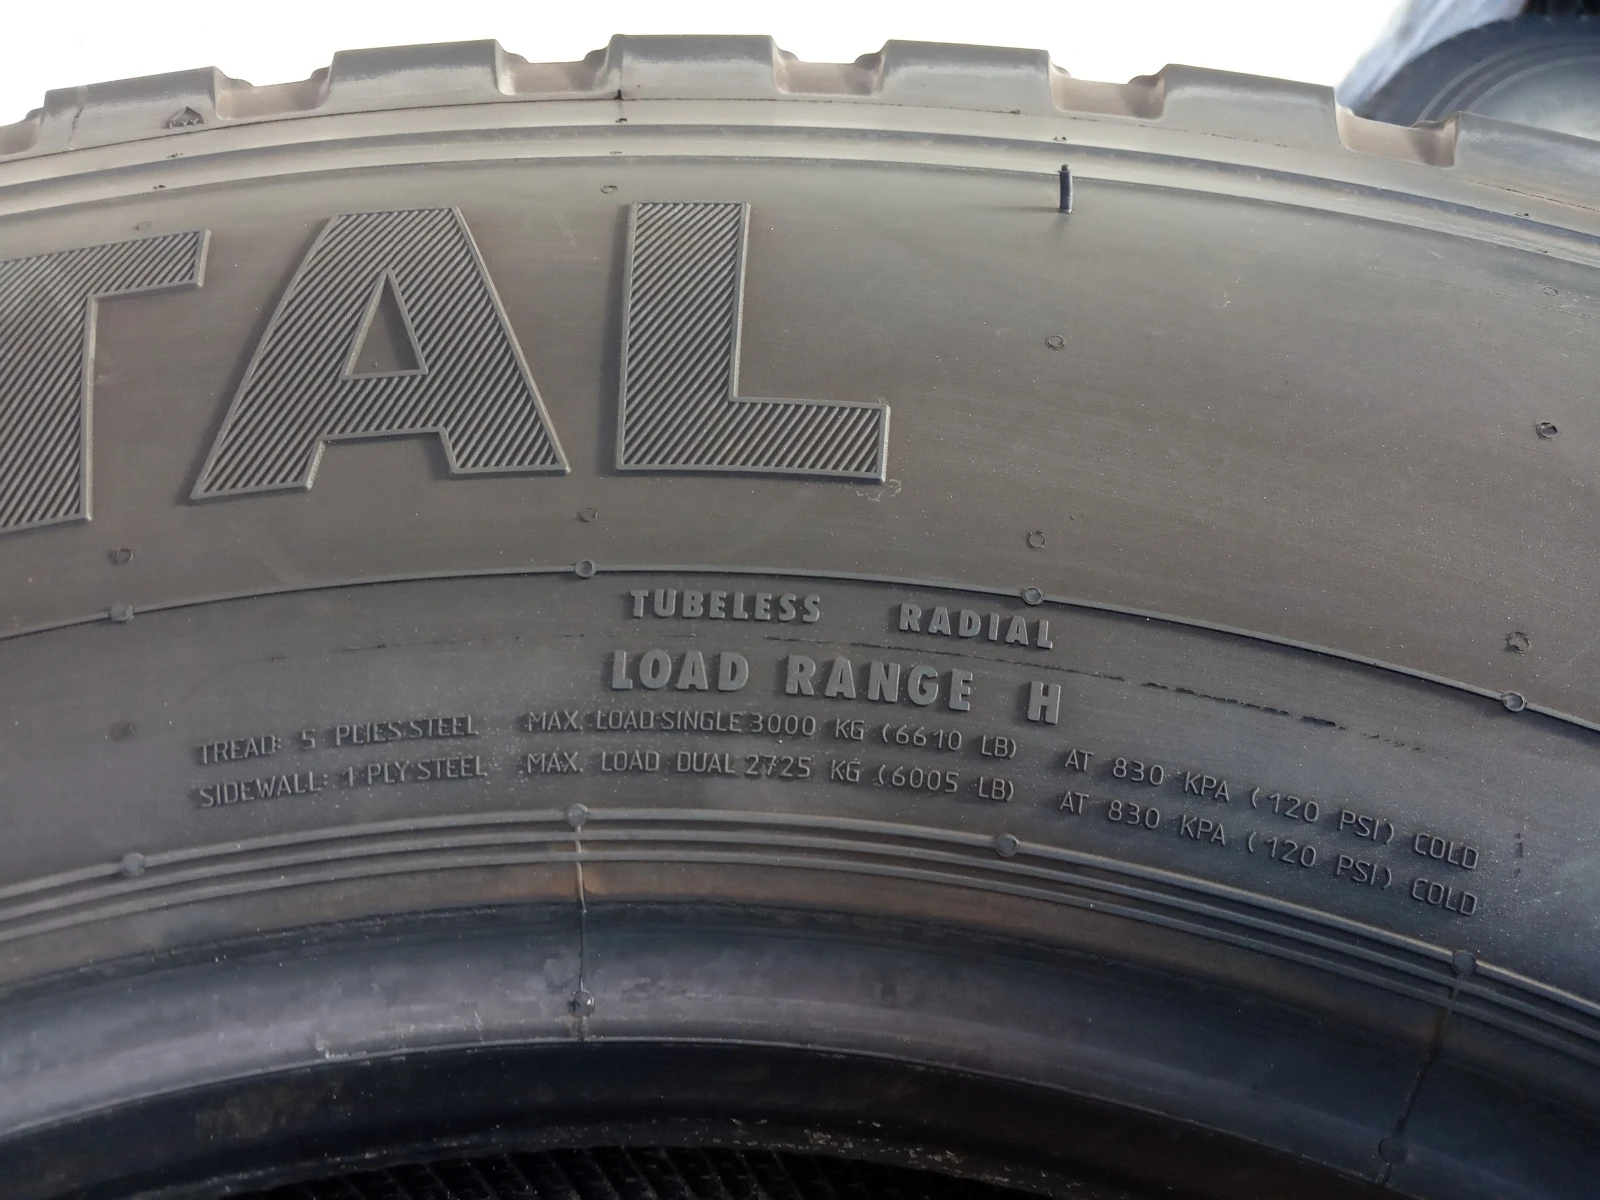 TAL
TUBELESS RADIAL
LOAD RANGE H
TREAD: 5 PLIES STEEL MAX. LOAD SINGLE 3000 KG (6610 LB) AT 830 KPA (120 PSI) COLD
SIDEWALL: 1 PLY STEEL MAX. LOAD DUAL 2725 KG (6005 LB) AT 830 KPA (120 PSI) COLD